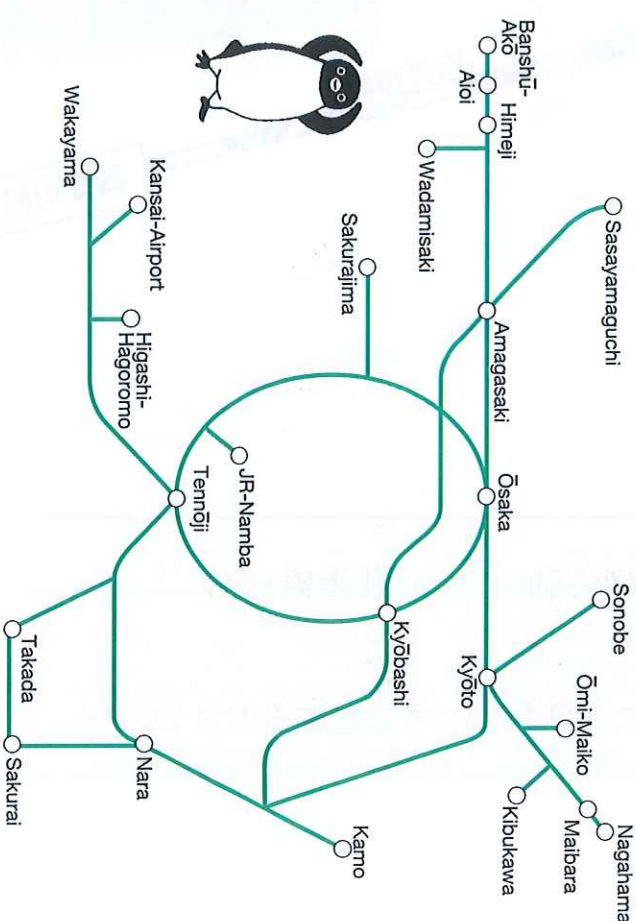 Banshū-
Akō
Aioi
Himeji
Wadamisaki
Sasayamaguchi
Amagasaki
Sakurajima
Ōsaka
Kyōto
Sonobe
Ōmi-Maiko
Nagahama
Maibara
Kibukawa
Kyōbashi
JR-Namba
Tennōji
Wakayama
Kansai-Airport
Higashi-
Hagoromo
Takada
Sakurai
Nara
Kamo